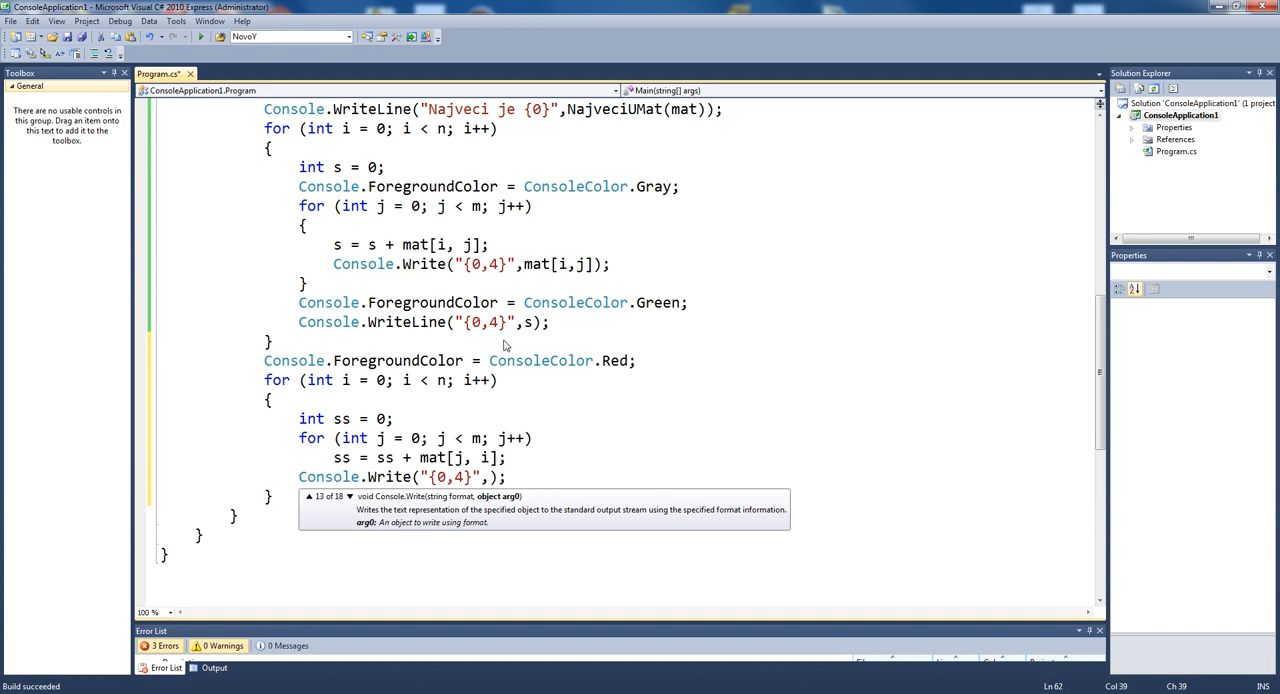 ConsoleApplication1 - Microsoft Visual C# 2010 Express (Administrator)
File Edit View Project Debug Data Tools Window Help
NovoY
Toolbox
General
There are no usable controls in
this group. Drag an item onto
this text to add it to the
toolbox.
Program.cs*
ConsoleApplication1.Program Main(string[] args)
Console.WriteLine("Najveci je {0}",NajveciUMat(mat));
for (int i = 0; i < n; i++)
{
int s = 0;
Console.ForegroundColor = ConsoleColor.Gray;
for (int j = 0; j < m; j++)
{
s = s + mat[i, j];
Console.Write("{0,4}",mat[i,j]);
}
Console.ForegroundColor = ConsoleColor.Green;
Console.WriteLine("{0,4}",s);
}
Console.ForegroundColor = ConsoleColor.Red;
for (int i = 0; i < n; i++)
{
int ss = 0;
for (int j = 0; j < m; j++)
ss = ss + mat[j, i];
Console.Write("{0,4}",);
}
13 of 18 void Console.Write(string format, object arg0)
Writes the text representation of the specified object to the standard output stream using the specified format information.
arg0: An object to write using format.
}
}
}
100 %
Error List
3 Errors 0 Warnings 0 Messages
Error List Output
Solution Explorer
Solution 'ConsoleApplication1' (1 project
ConsoleApplication1
Properties
References
Program.cs
Properties
Build succeeded Ln 62 Col 39 Ch 39 INS